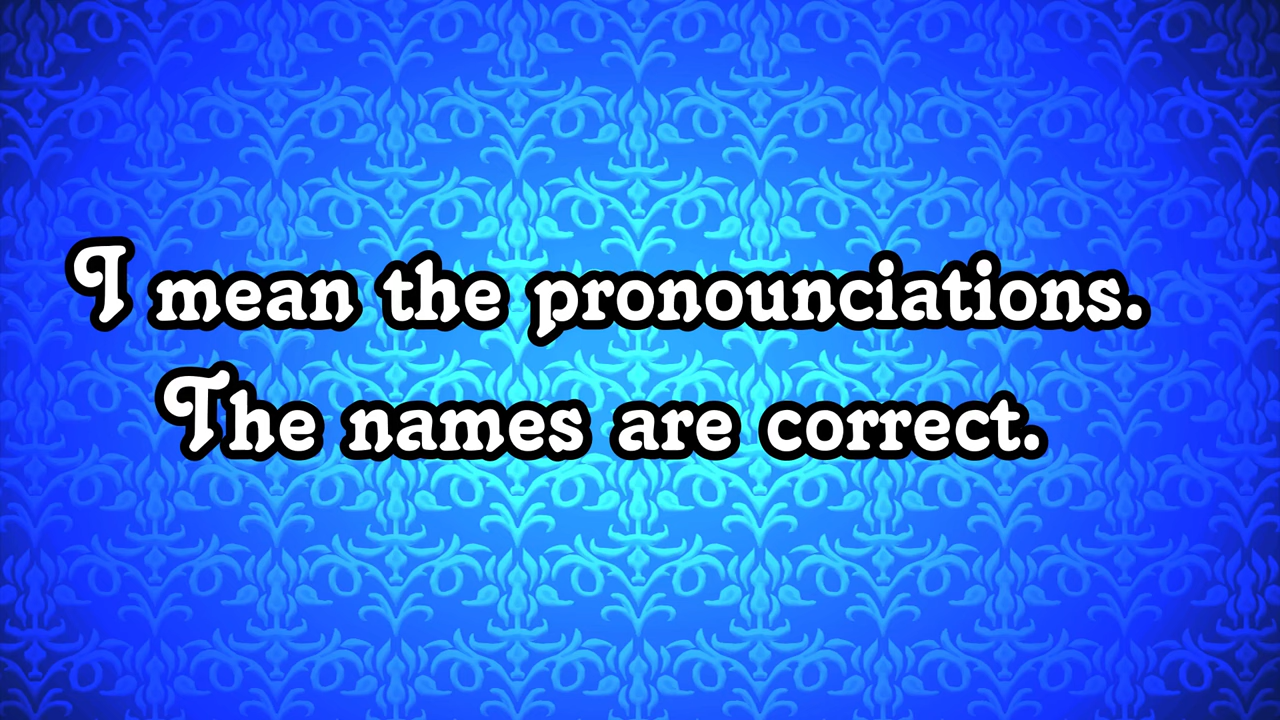 I mean the pronounciations.
The names are correct.